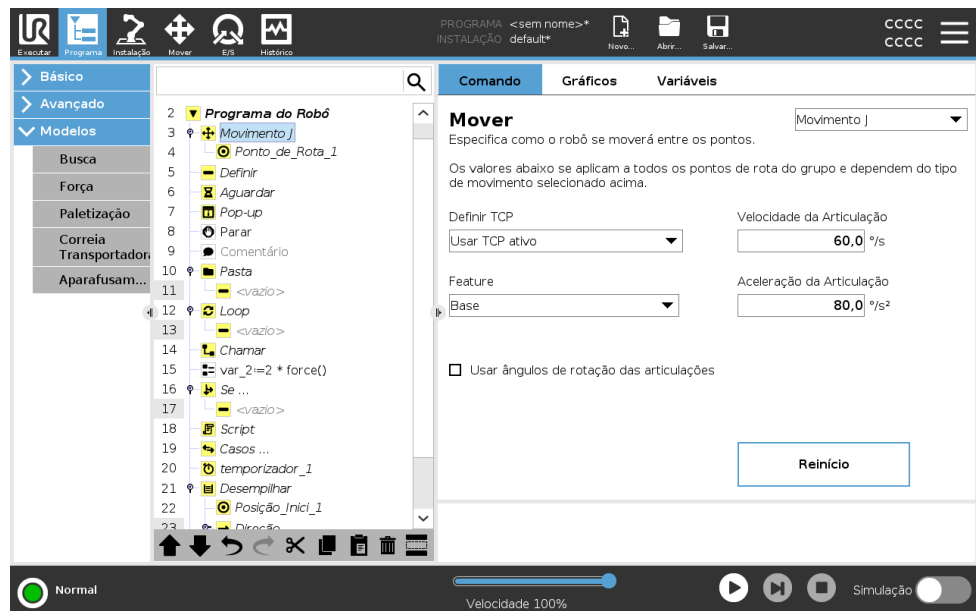 PROGRAMA <sem nome>*
INSTALAÇÃO default*
CCCC
CCCC
Executar
Programa
Instalação
Mover
E/S
Histórico
Novo...
Abrir...
Salvar...
Básico
Avançado
Modelos
Busca
Força
Paletização
Correia
Transportador
Aparafusam...
2 Programa do Robô
3 Movimento J
4 Ponto_de_Rota_1
5 Definir
6 Aguardar
7 Pop-up
8 Parar
9 Comentário
10 Pasta
11 <vazio>
12 Loop
13 <vazio>
14 Chamar
15 var_2:=2 * force()
16 Se ...
17 <vazio>
18 Script
19 Casos ...
20 temporizador_1
21 Desempilhar
22 Posição_Inici_1
23 Direção
Comando
Gráficos
Variáveis
Mover
Movimento J
Especifica como o robô se moverá entre os pontos.
Os valores abaixo se aplicam a todos os pontos de rota do grupo e dependem do tipo
de movimento selecionado acima.
Definir TCP
Velocidade da Articulação
Usar TCP ativo
60,0 °/s
Feature
Aceleração da Articulação
Base
80,0 °/s²
Usar ângulos de rotação das articulações
Reinício
Normal
Velocidade 100%
Simulação